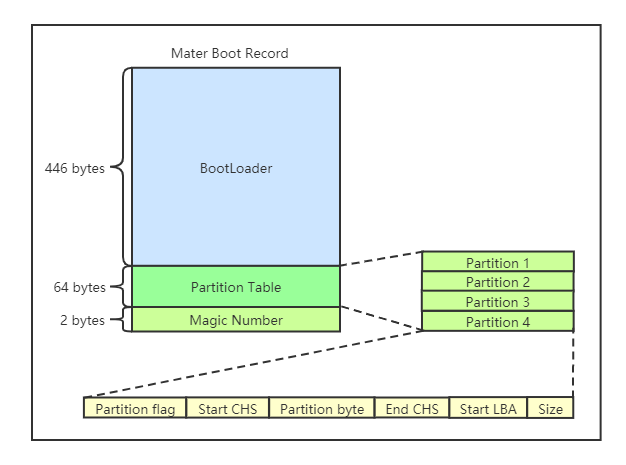 Mater Boot Record
446 bytes
BootLoader
64 bytes
Partition Table
2 bytes
Magic Number
Partition 1
Partition 2
Partition 3
Partition 4
Partition flag
Start CHS
Partition byte
End CHS
Start LBA
Size